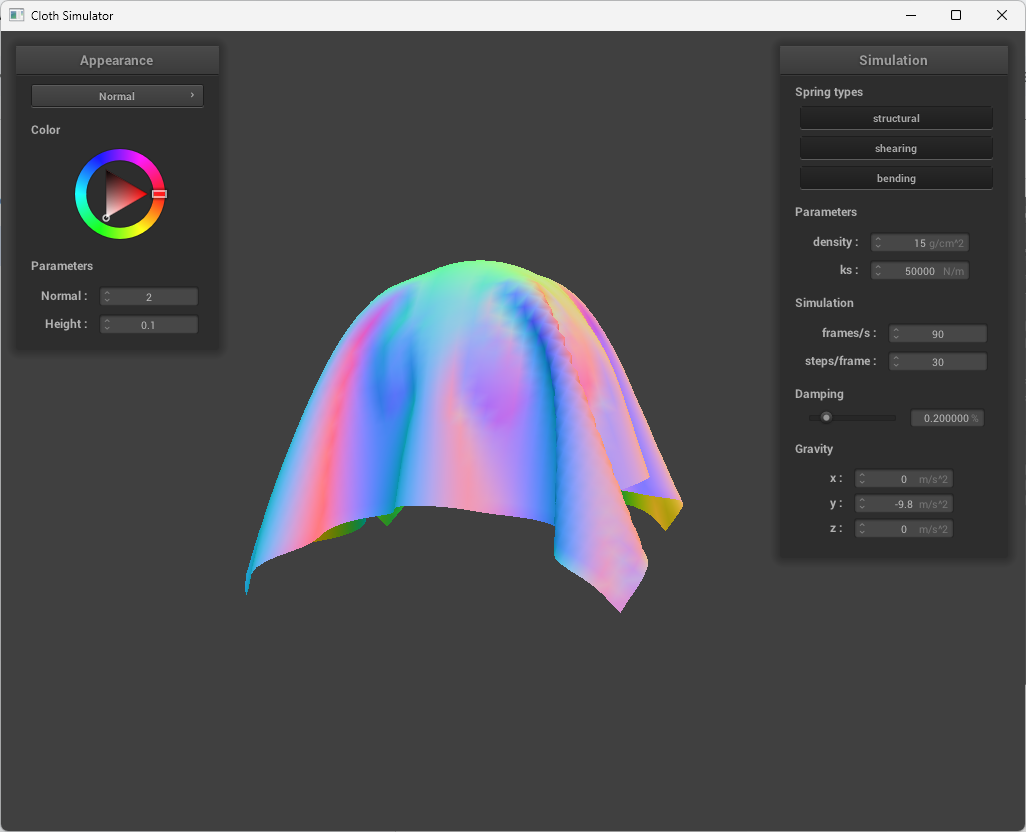 Cloth Simulator
Appearance
Normal
Color
Parameters
Normal : 2
Height : 0.1
Simulation
Spring types
structural
shearing
bending
Parameters
density : 15 g/cm^2
ks : 50000 N/m
Simulation
frames/s : 90
steps/frame : 30
Damping
0.200000 %
Gravity
x : 0 m/s^2
y : -9.8 m/s^2
z : 0 m/s^2